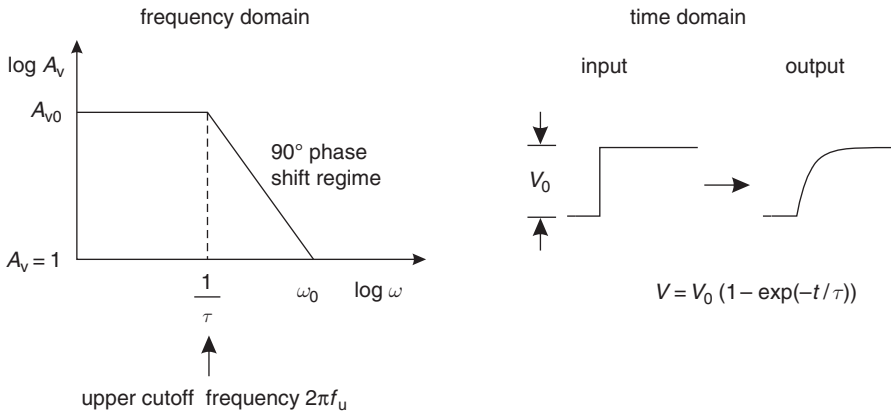 frequency domain
time domain
log A_v
input
output
A_v0
90° phase
shift regime
V_0
A_v = 1
1
τ
ω_0
log ω
V = V_0 (1 – exp(–t / τ))
upper cutoff frequency 2πf_u